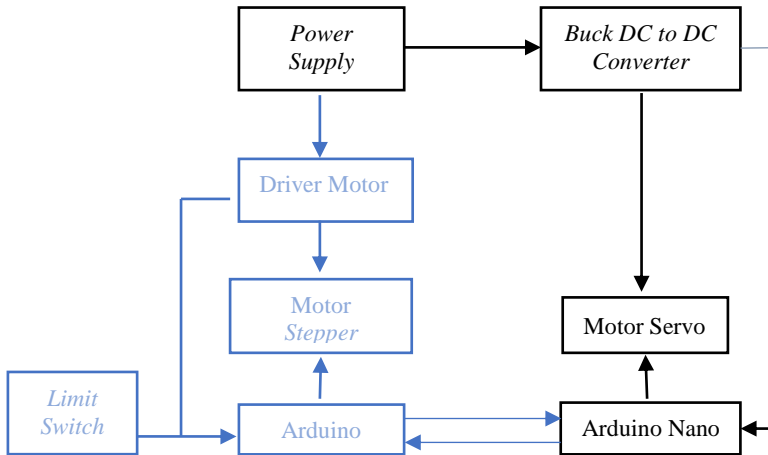 Power
Supply
Buck DC to DC
Converter
Driver Motor
Motor
Stepper
Motor Servo
Limit
Switch
Arduino
Arduino Nano